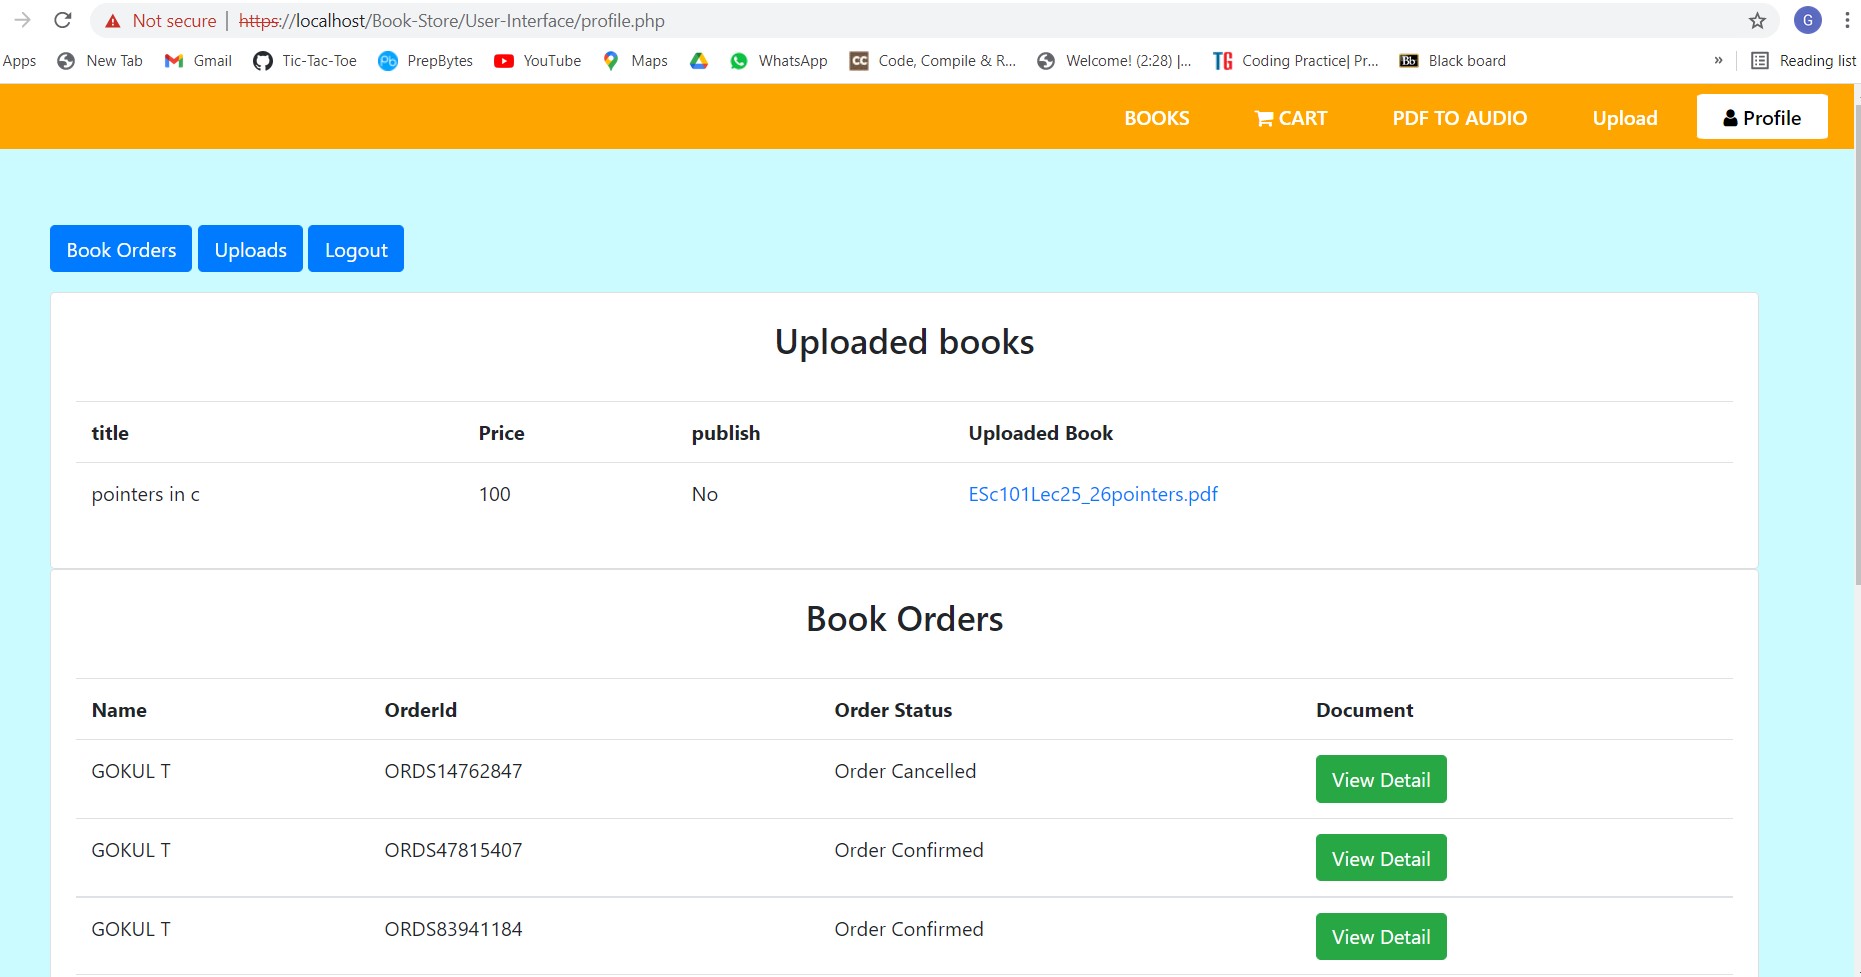 Not secure | https://localhost/Book-Store/User-Interface/profile.php G
Apps New Tab Gmail Tic-Tac-Toe Pb PrepBytes YouTube Maps WhatsApp CC Code, Compile & R... Welcome! (2:28) |... TG Coding Practice| Pr... Bb Black board » Reading list
BOOKS CART PDF TO AUDIO Upload Profile
Book Orders Uploads Logout
Uploaded books
title Price publish Uploaded Book
pointers in c 100 No ESc101Lec25_26pointers.pdf
Book Orders
Name OrderId Order Status Document
GOKUL T ORDS14762847 Order Cancelled View Detail
GOKUL T ORDS47815407 Order Confirmed View Detail
GOKUL T ORDS83941184 Order Confirmed View Detail